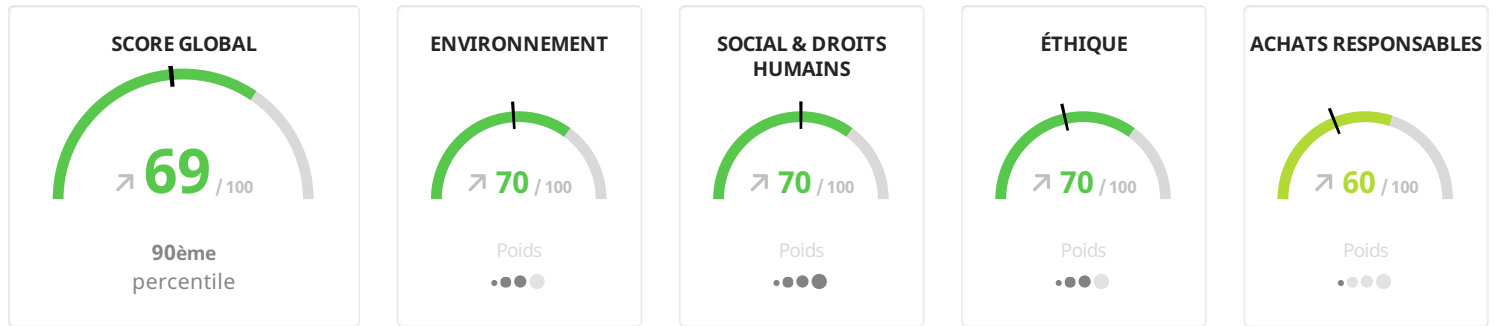 SCORE GLOBAL
69 / 100
90ème
percentile
ENVIRONNEMENT
70 / 100
Poids
SOCIAL & DROITS
HUMAINS
70 / 100
Poids
ÉTHIQUE
70 / 100
Poids
ACHATS RESPONSABLES
60 / 100
Poids